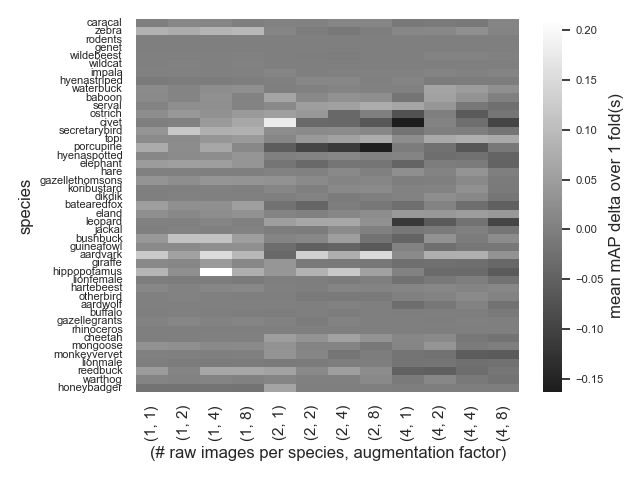 caracal
zebra
rodents
genet
wildebeest
wildcat
impala
hyenastriped
waterbuck
baboon
serval
ostrich
civet
secretarybird
topi
porcupine
hyenaspotted
elephant
hare
gazellethomsons
koribustard
dikdik
batearedfox
eland
leopard
jackal
bushbuck
guineafowl
aardvark
giraffe
hippopotamus
lionfemale
hartebeest
otherbird
aardwolf
buffalo
gazellegrants
rhinoceros
cheetah
mongoose
monkeyvervet
lionmale
reedbuck
warthog
honeybadger
species
(1, 1)
(1, 2)
(1, 4)
(1, 8)
(2, 1)
(2, 2)
(2, 4)
(2, 8)
(4, 1)
(4, 2)
(4, 4)
(4, 8)
(# raw images per species, augmentation factor)
0.20
0.15
0.10
0.05
0.00
−0.05
−0.10
−0.15
mean mAP delta over 1 fold(s)